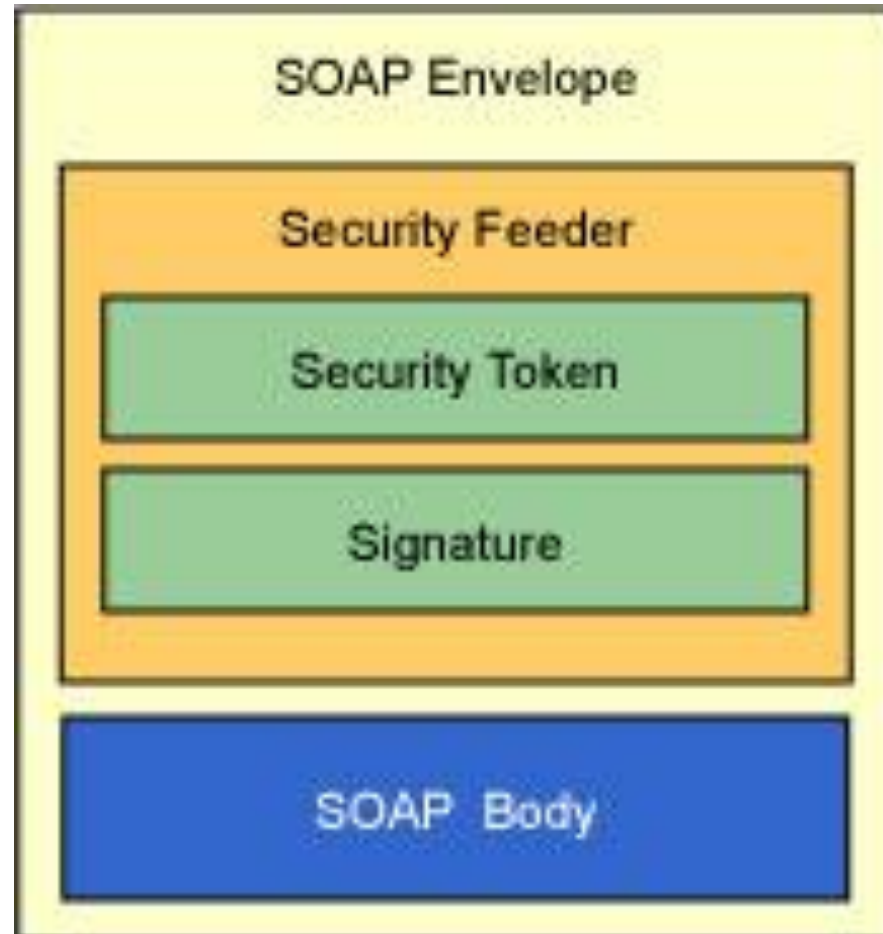 SOAP Envelope
Security Feeder
Security Token
Signature
SOAP Body